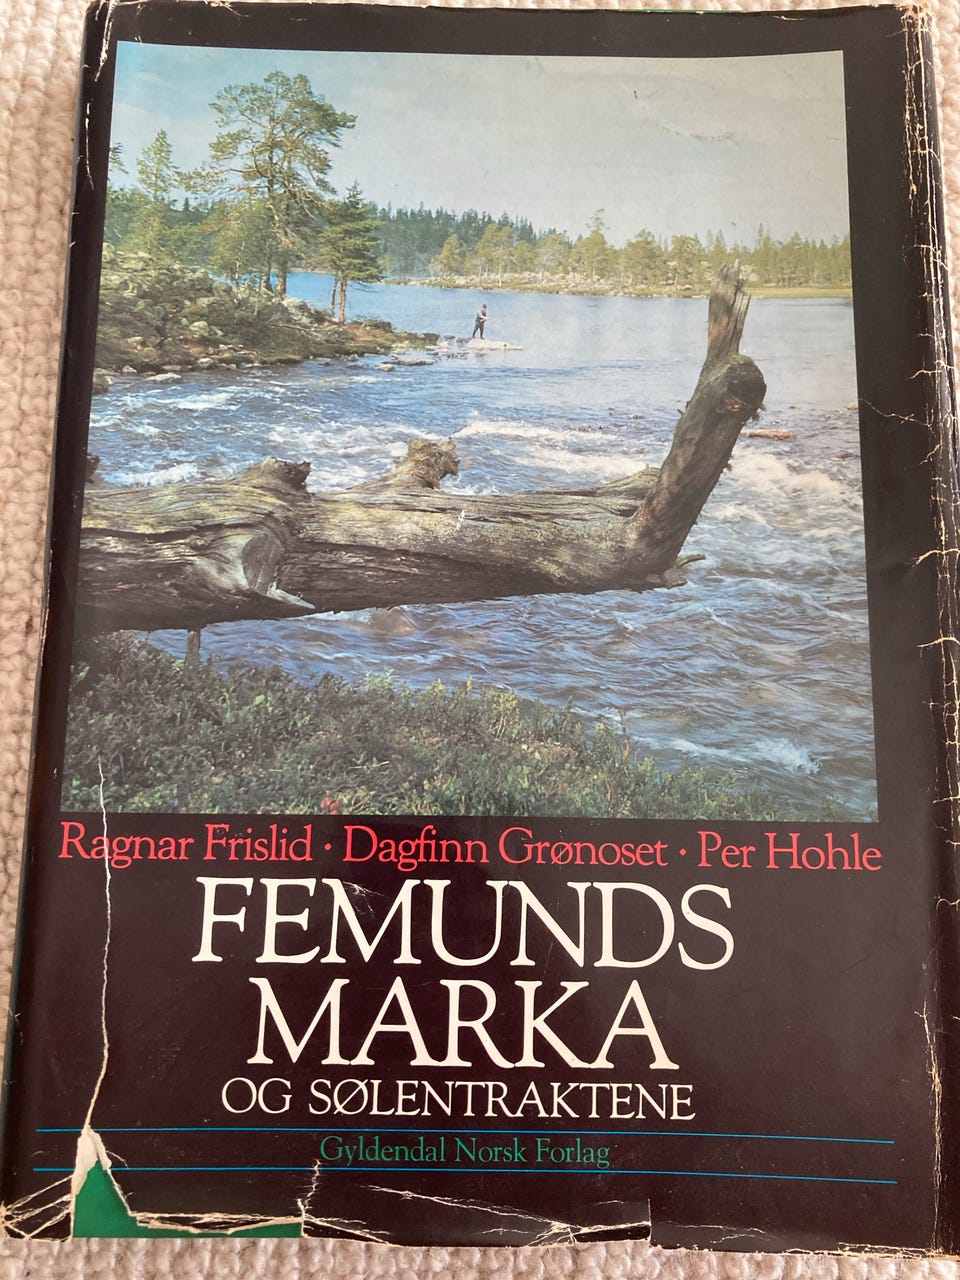 Ragnar Frislid · Dagfinn Grønoset · Per Hohle
FEMUNDS
MARKA
OG SØLENTRAKTENE
Gyldendal Norsk Forlag